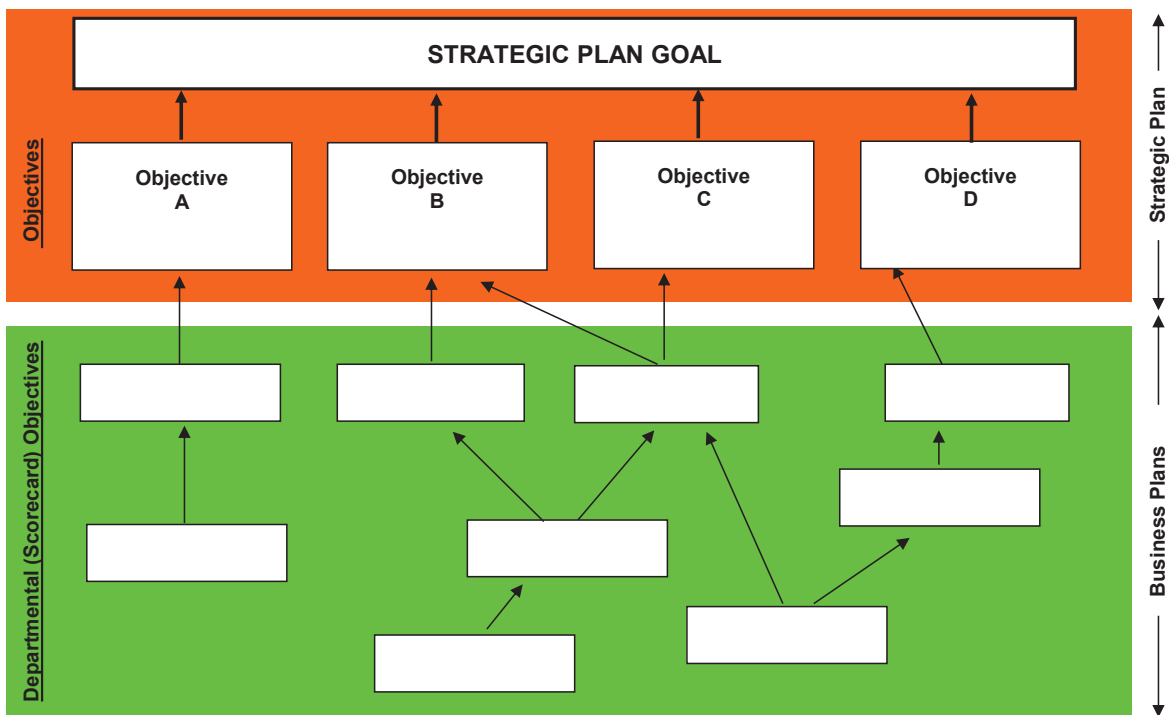 STRATEGIC PLAN GOAL
Objectives
Objective
A
Objective
B
Objective
C
Objective
D
Strategic Plan
Departmental (Scorecard) Objectives
Business Plans